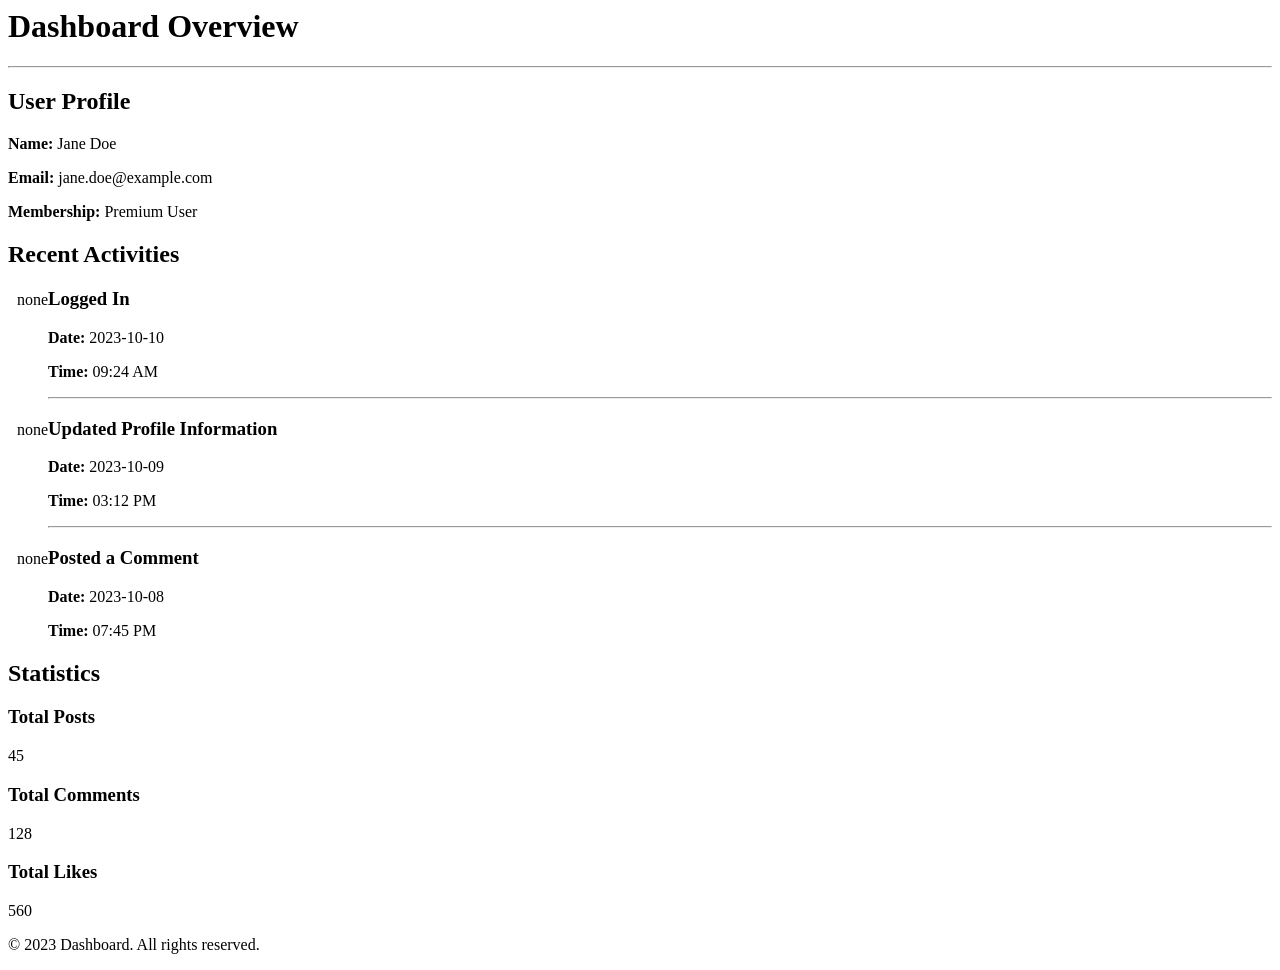 Dashboard Overview
User Profile
Name: Jane Doe
Email: jane.doe@example.com
Membership: Premium User
Recent Activities
noneLogged In
Date: 2023-10-10
Time: 09:24 AM
noneUpdated Profile Information
Date: 2023-10-09
Time: 03:12 PM
nonePosted a Comment
Date: 2023-10-08
Time: 07:45 PM
Statistics
Total Posts
45
Total Comments
128
Total Likes
560
© 2023 Dashboard. All rights reserved.